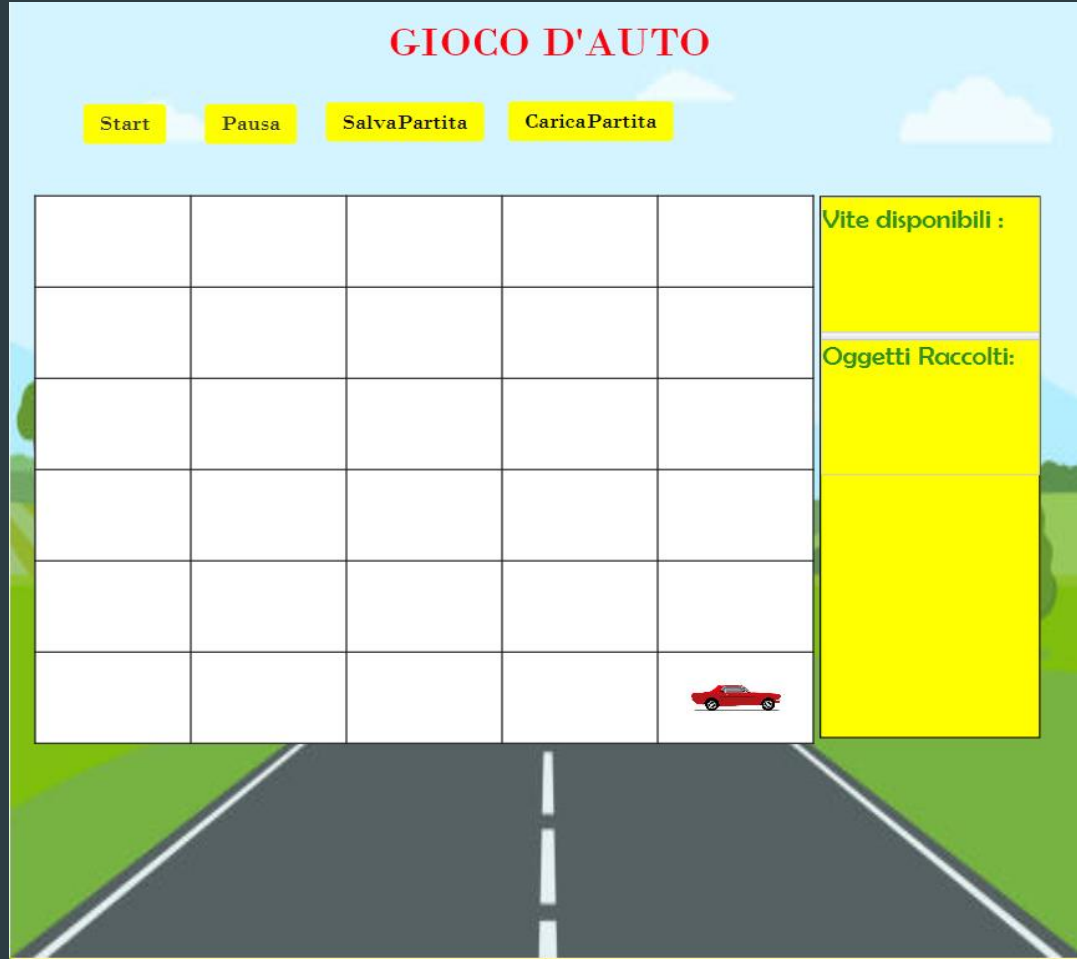 GIOCO D'AUTO
Start
Pausa
SalvaPartita
CaricaPartita
Vite disponibili :
Oggetti Raccolti: